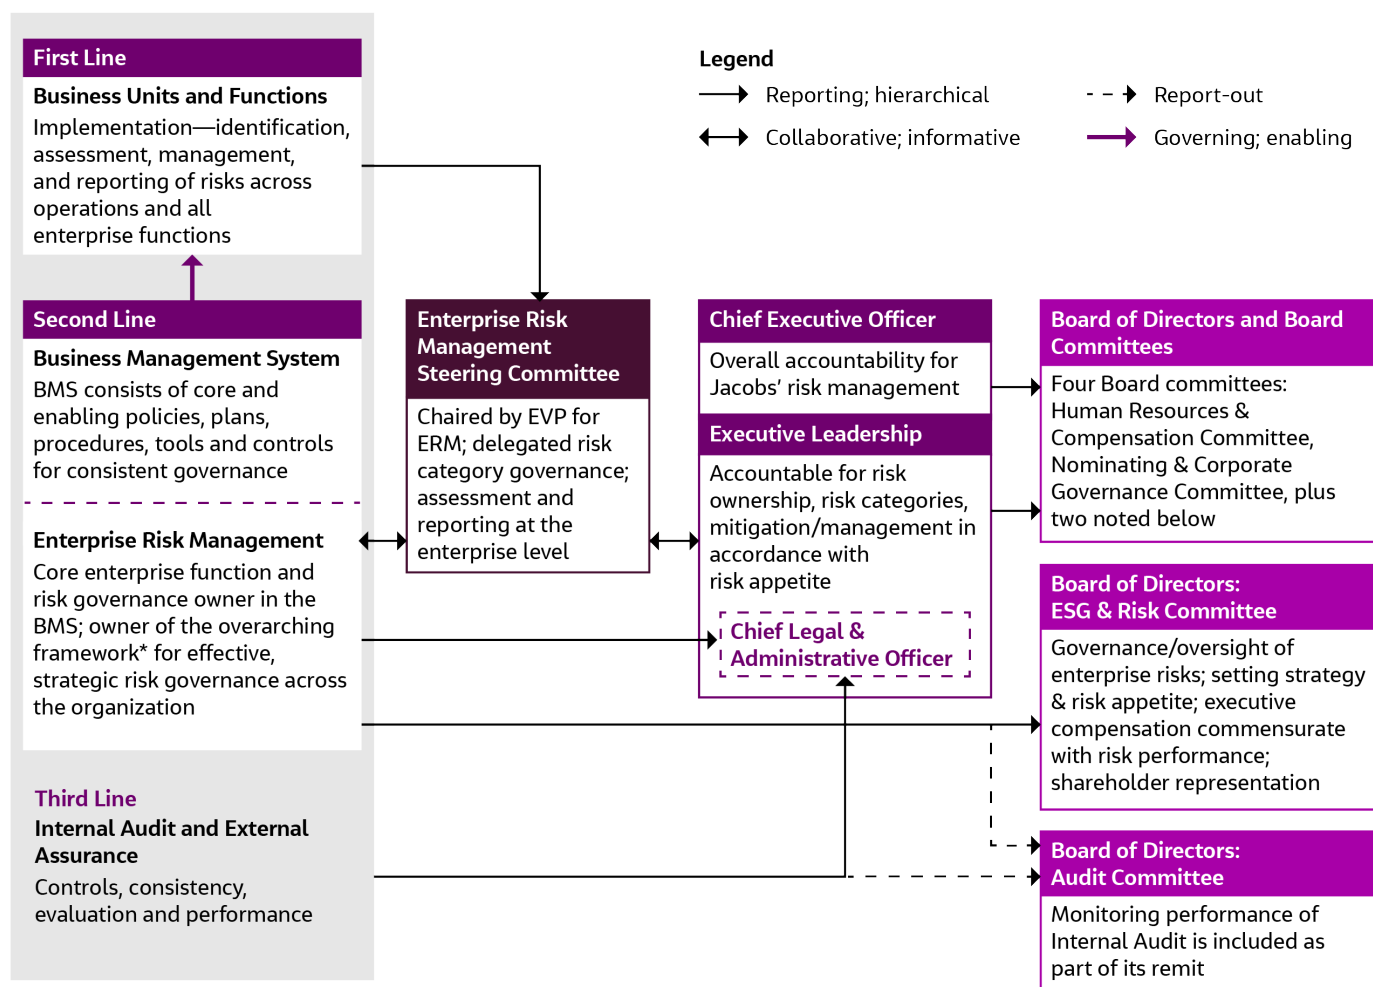 First Line
Business Units and Functions
Implementation—identification,
assessment, management,
and reporting of risks across
operations and all
enterprise functions
Legend
Reporting; hierarchical
Report-out
Collaborative; informative
Governing; enabling
Second Line
Business Management System
BMS consists of core and
enabling policies, plans,
procedures, tools and controls
for consistent governance
Enterprise Risk Management
Core enterprise function and
risk governance owner in the
BMS; owner of the overarching
framework* for effective,
strategic risk governance across
the organization
Third Line
Internal Audit and External
Assurance
Controls, consistency,
evaluation and performance
Enterprise Risk
Management
Steering Committee
Chaired by EVP for
ERM; delegated risk
category governance;
assessment and
reporting at the
enterprise level
Chief Executive Officer
Overall accountability for
Jacobs’ risk management
Executive Leadership
Accountable for risk
ownership, risk categories,
mitigation/management in
accordance with
risk appetite
Chief Legal &
Administrative Officer
Board of Directors and Board
Committees
Four Board committees:
Human Resources &
Compensation Committee,
Nominating & Corporate
Governance Committee, plus
two noted below
Board of Directors:
ESG & Risk Committee
Governance/oversight of
enterprise risks; setting strategy
& risk appetite; executive
compensation commensurate
with risk performance;
shareholder representation
Board of Directors:
Audit Committee
Monitoring performance of
Internal Audit is included as
part of its remit